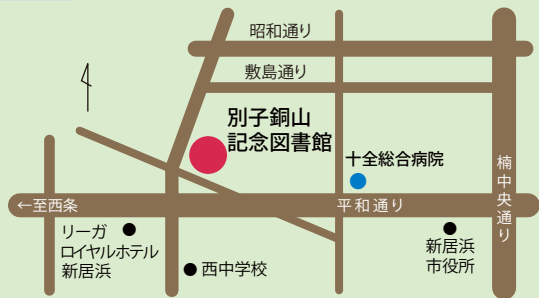 昭和通り
敷島通り
別子銅山
記念図書館
十全総合病院
楠中央通り
←至西条
平和通り
リーガ
ロイヤルホテル
新居浜
西中学校
新居浜
市役所